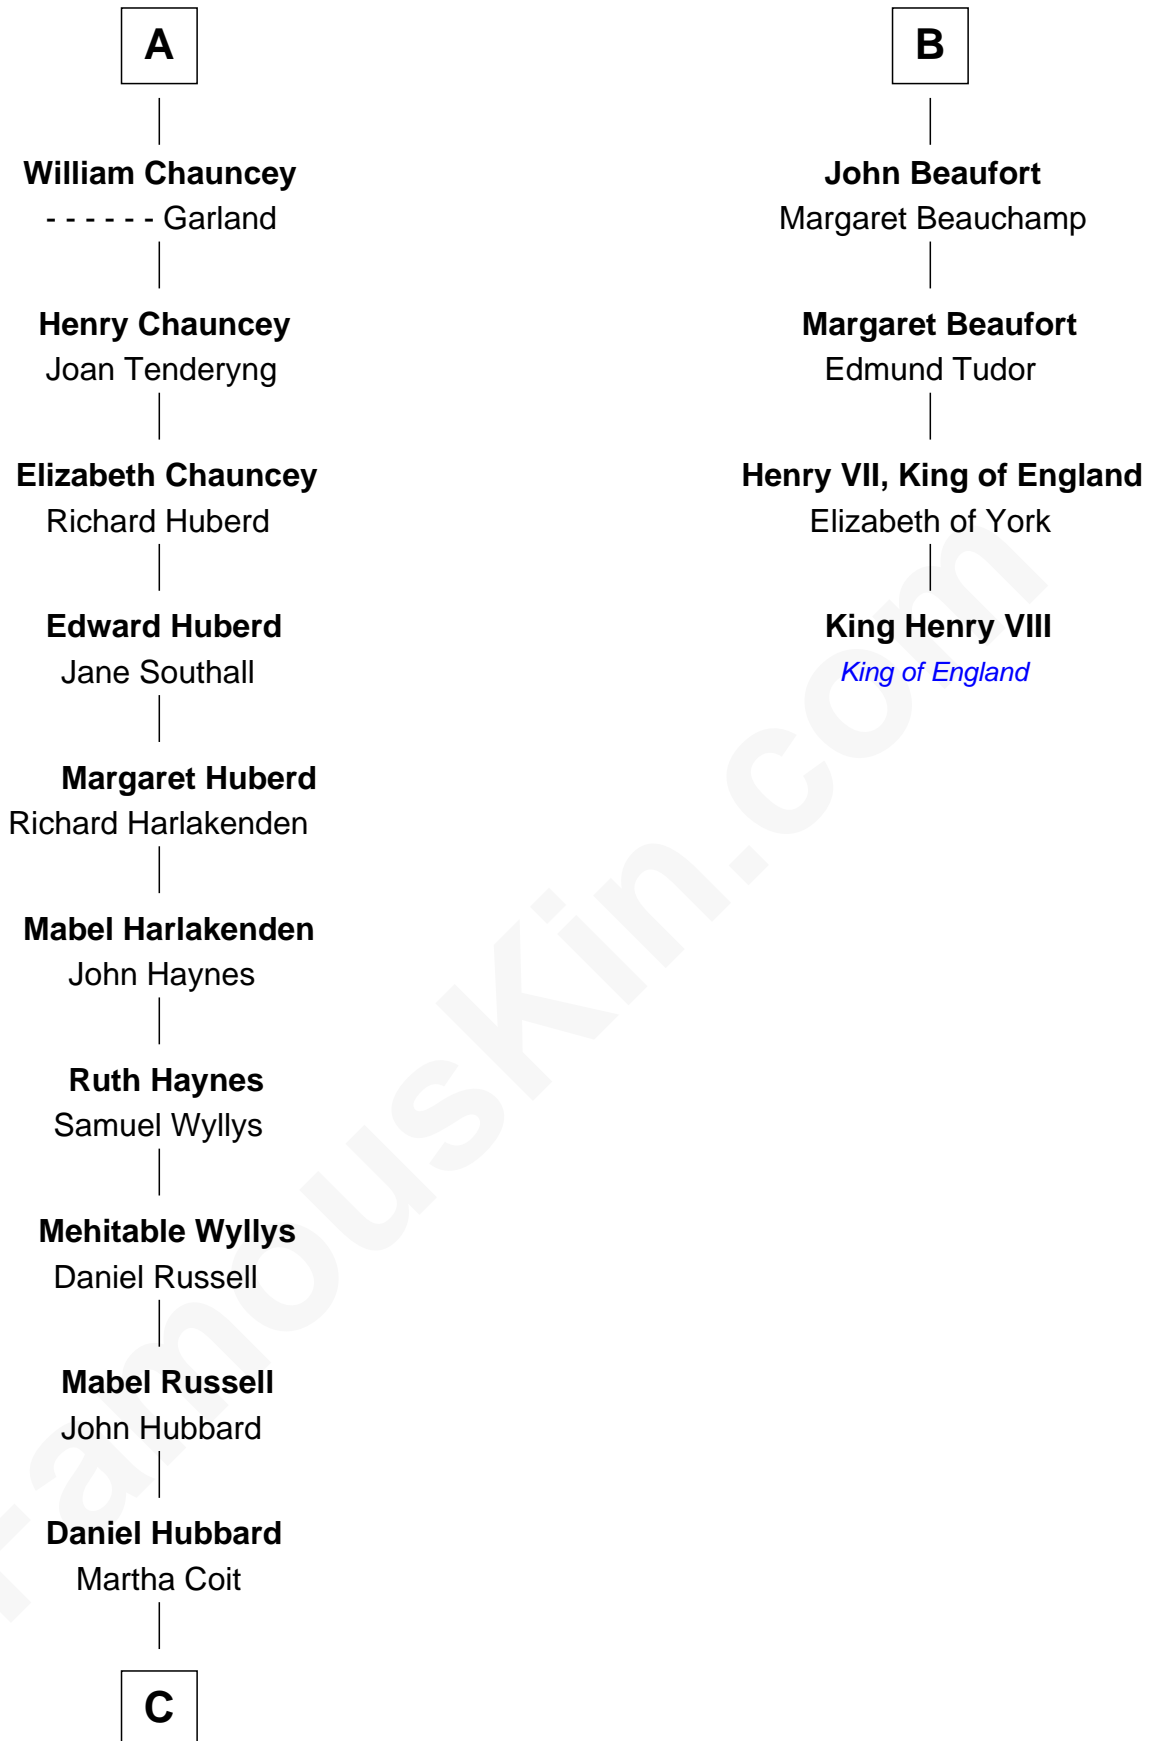 A
William Chauncey
- - - - - - Garland
Henry Chauncey
Joan Tenderyng
Elizabeth Chauncey
Richard Huberd
Edward Huberd
Jane Southall
Margaret Huberd
Richard Harlakenden
Mabel Harlakenden
John Haynes
Ruth Haynes
Samuel Wyllys
Mehitable Wyllys
Daniel Russell
Mabel Russell
John Hubbard
Daniel Hubbard
Martha Coit
C
B
John Beaufort
Margaret Beauchamp
Margaret Beaufort
Edmund Tudor
Henry VII, King of England
Elizabeth of York
King Henry VIII
King of England
FamousKin.com